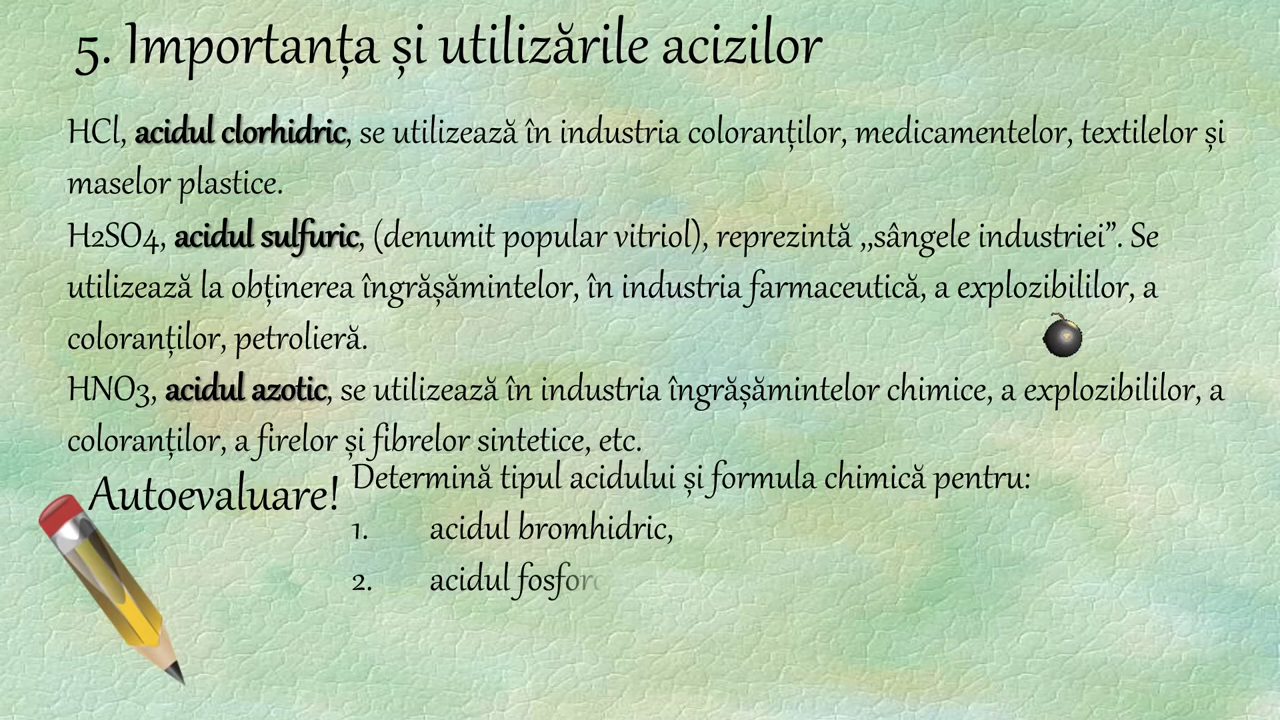 5. Importanța și utilizările acizilor
HCl, acidul clorhidric, se utilizează în industria coloranților, medicamentelor, textilelor și
maselor plastice.
H2SO4, acidul sulfuric, (denumit popular vitriol), reprezintă ,,sângele industriei”. Se
utilizează la obținerea îngrășămintelor, în industria farmaceutică, a explozibililor, a
coloranților, petrolieră.
HNO3, acidul azotic, se utilizează în industria îngrășămintelor chimice, a explozibililor, a
coloranților, a firelor și fibrelor sintetice, etc.
Autoevaluare!
Determină tipul acidului și formula chimică pentru:
1. acidul bromhidric,
2. acidul